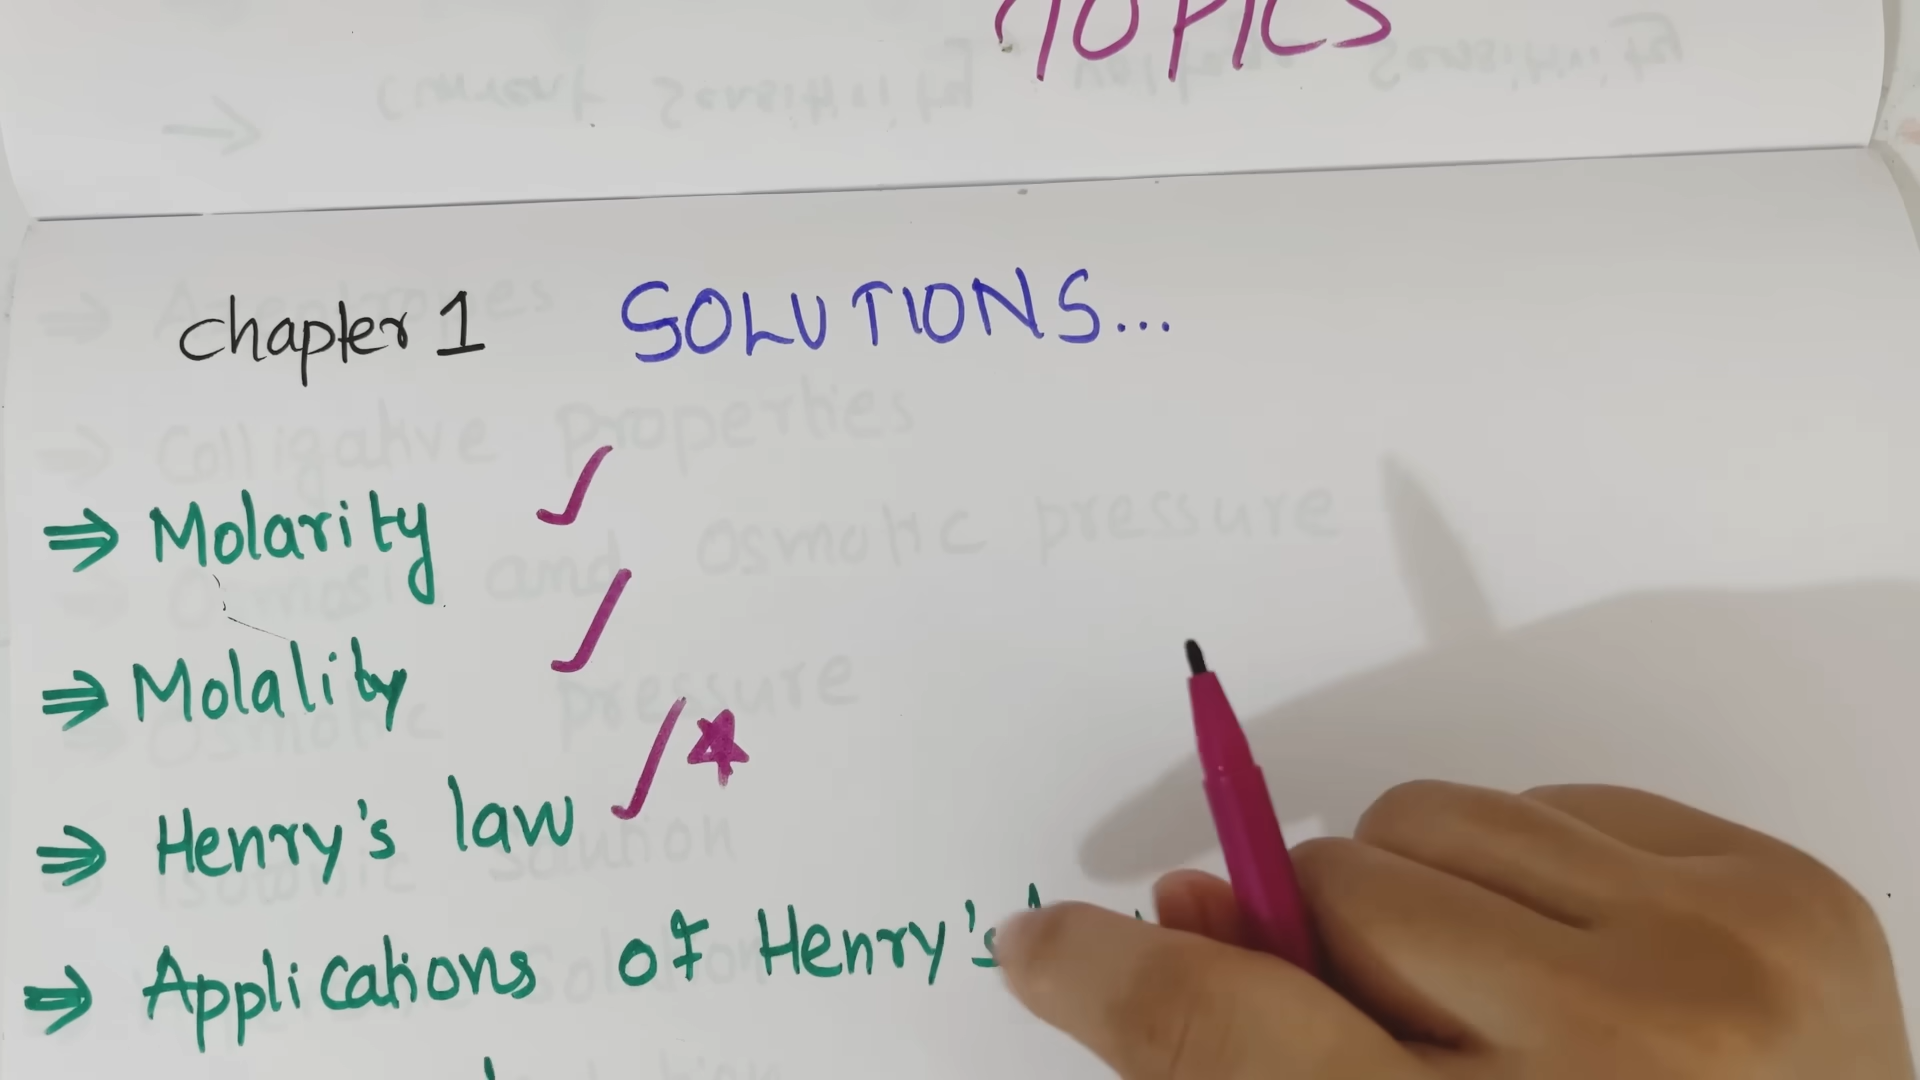 TOPICS
Chapter 1 SOLUTIONS...
⇒ Molarity ✓
⇒ Molality ✓
⇒ Henry's law ✓ ★
⇒ Applications of Henry's